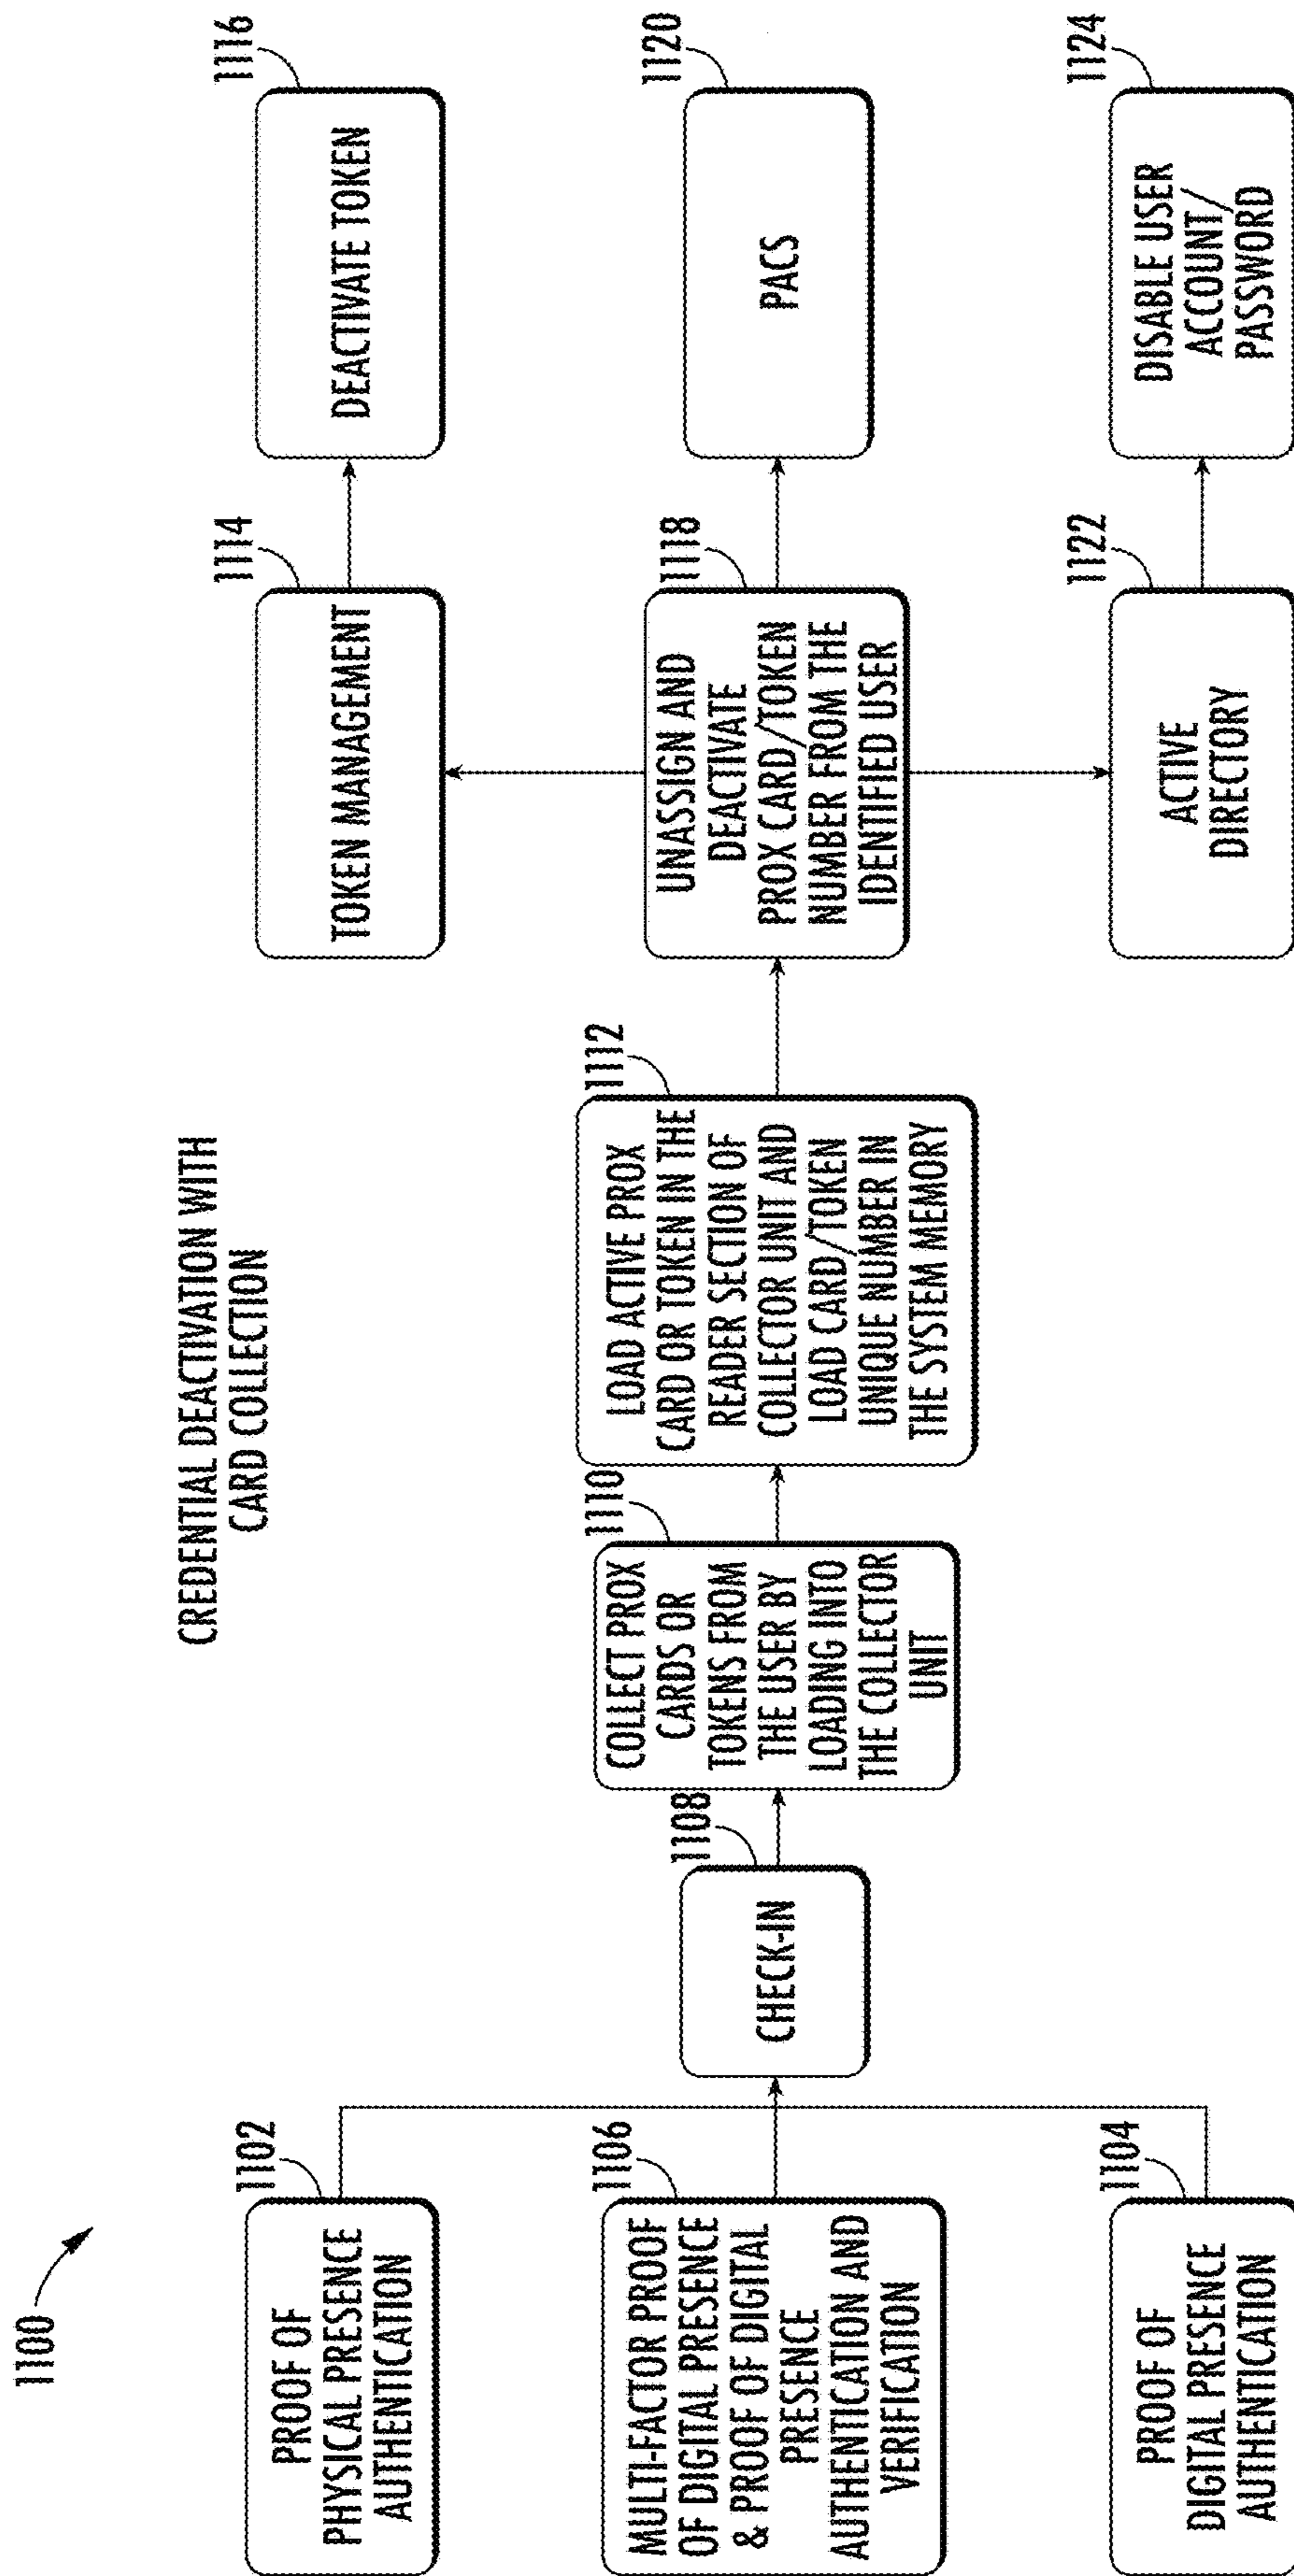 1100
CREDENTIAL DEACTIVATION WITH
CARD COLLECTION
1102
PROOF OF
PHYSICAL PRESENCE
AUTHENTICATION
1106
MULTI-FACTOR PROOF
OF DIGITAL PRESENCE
& PROOF OF DIGITAL
PRESENCE
AUTHENTICATION AND
VERIFICATION
1104
PROOF OF
DIGITAL PRESENCE
AUTHENTICATION
1108
CHECK-IN
1110
COLLECT PROX
CARDS OR
TOKENS FROM
THE USER BY
LOADING INTO
THE COLLECTOR
UNIT
1112
LOAD ACTIVE PROX
CARD OR TOKEN IN THE
READER SECTION OF
COLLECTOR UNIT AND
LOAD CARD/TOKEN
UNIQUE NUMBER IN
THE SYSTEM MEMORY
1114
TOKEN MANAGEMENT
1116
DEACTIVATE TOKEN
1118
UNASSIGN AND
DEACTIVATE
PROX CARD/TOKEN
NUMBER FROM THE
IDENTIFIED USER
1120
PACS
1122
ACTIVE
DIRECTORY
1124
DISABLE USER
ACCOUNT/
PASSWORD